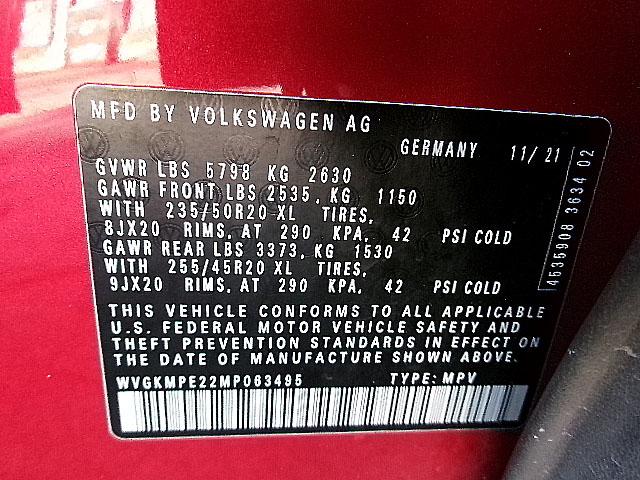 MFD BY VOLKSWAGEN AG
GERMANY 11/21
GVWR LBS 5798 KG 2630
GAWR FRONT LBS 2535, KG 1150
WITH 235/50R20 XL TIRES,
8JX20 RIMS, AT 290 KPA, 42 PSI COLD
GAWR REAR LBS 3373, KG 1530
WITH 255/45R20 XL TIRES,
9JX20 RIMS, AT 290 KPA, 42 PSI COLD
THIS VEHICLE CONFORMS TO ALL APPLICABLE
U.S. FEDERAL MOTOR VEHICLE SAFETY AND
THEFT PREVENTION STANDARDS IN EFFECT ON
THE DATE OF MANUFACTURE SHOWN ABOVE.
WVGKMPE22MP063495 TYPE: MPV
4535908 3634 02